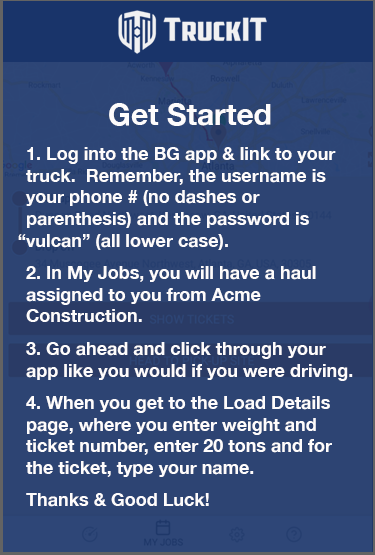 TRUCKIT
Get Started
1. Log into the BG app & link to your
truck.  Remember, the username is
your phone # (no dashes or
parenthesis) and the password is
“vulcan” (all lower case).
2. In My Jobs, you will have a haul
assigned to you from Acme
Construction.
SHOW TICKETS
3. Go ahead and click through your
app like you would if you were driving.
4. When you get to the Load Details
page, where you enter weight and
ticket number, enter 20 tons and for
the ticket, type your name.
Thanks & Good Luck!
MY JOBS